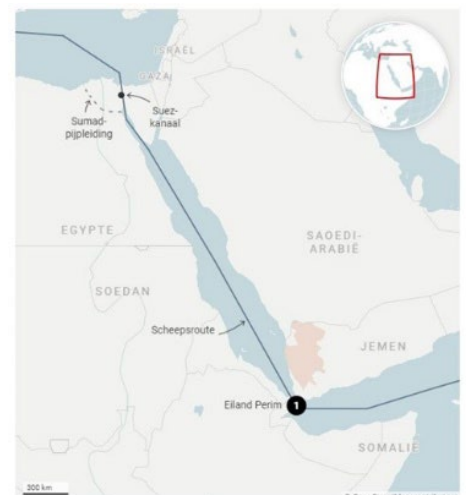 ISRAËL
GAZA
Sumad-
pijpleiding
Suez-
kanaal
EGYPTE
SAOEDI-
ARABIË
SOEDAN
Scheepsroute
JEMEN
Eiland Perim
1
SOMALIË
300 km